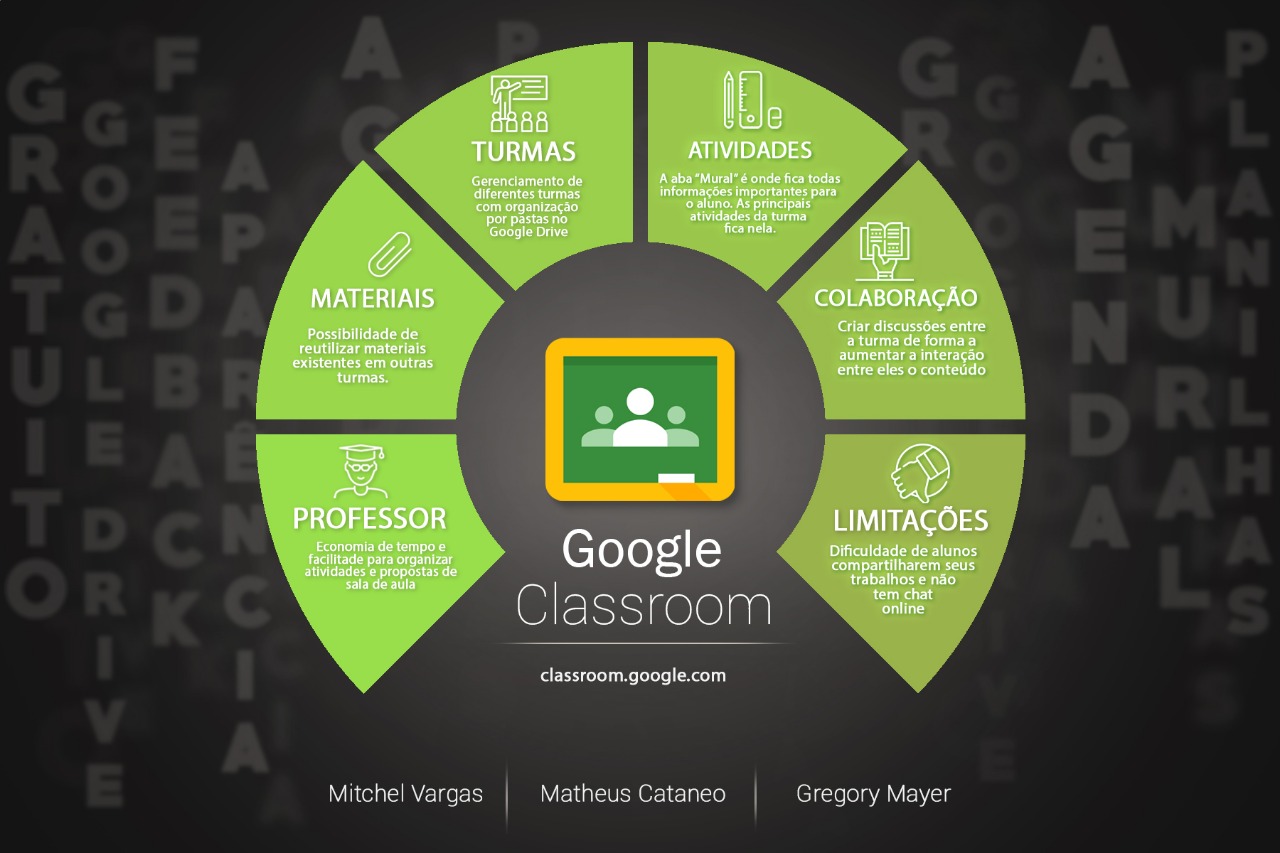 TURMAS
Gerenciamento de
diferentes turmas
com organização
por pastas no
Google Drive
ATIVIDADES
A aba “Mural” é onde fica todas
informações importantes para
o aluno. As principais
atividades da turma
fica nela.
MATERIAIS
Possibilidade de
reutilizar materiais
existentes em outras
turmas.
COLABORAÇÃO
Criar discussões entre
a turma de forma a
aumentar a interação
entre eles o conteúdo
PROFESSOR
Economia de tempo e
facilitade para organizar
atividades e propostas de
sala de aula
LIMITAÇÕES
Dificuldade de alunos
compartilharem seus
trabalhos e não
tem chat
online
Google
Classroom
classroom.google.com
Mitchel Vargas
Matheus Cataneo
Gregory Mayer
GRATUITO
GOOGLE DRIVE
FEEDBACK
APARÊNCIA
AGENDA
MURAL
PLANILHAS